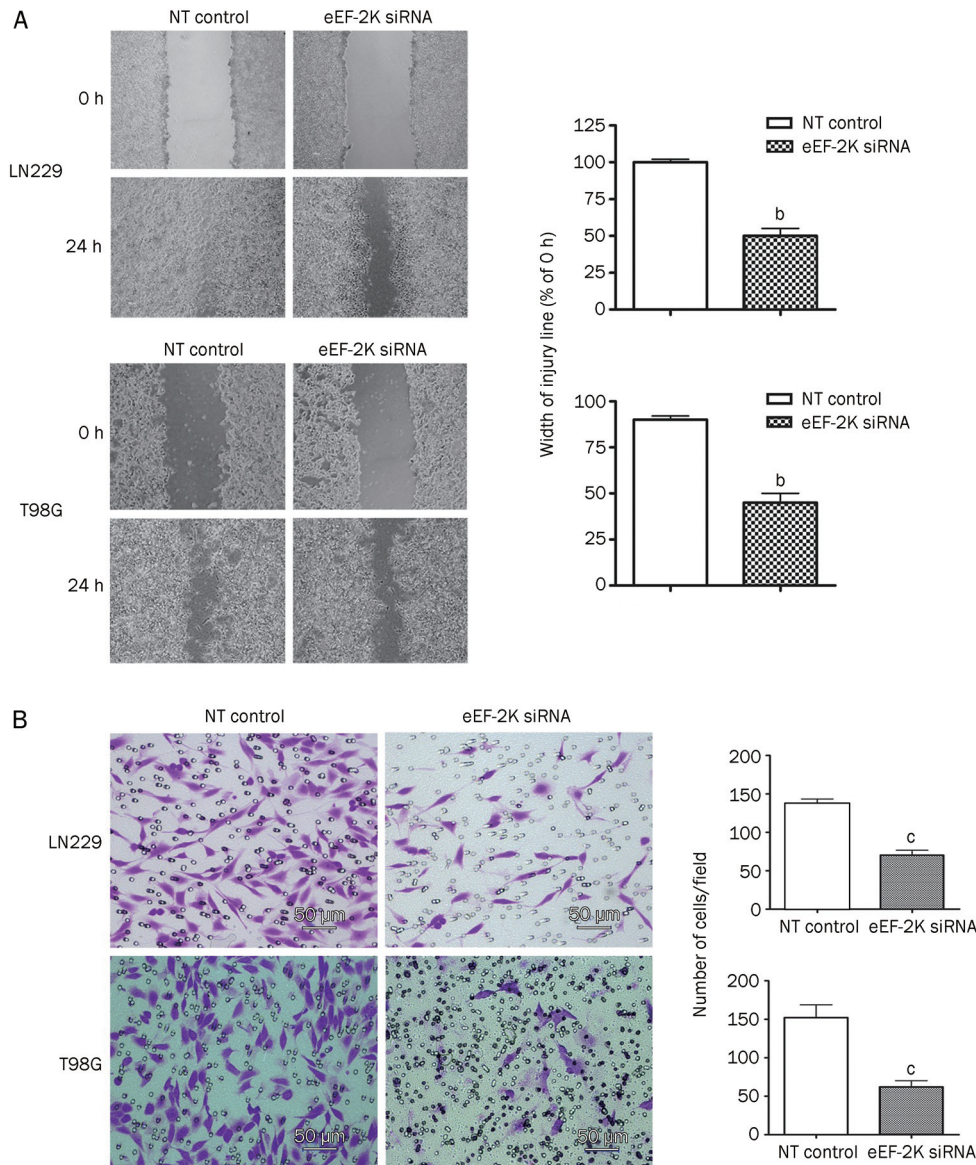 A
NT control
eEF-2K siRNA
0 h
LN229
24 h
NT control
eEF-2K siRNA
0 h
T98G
24 h
Width of injury line (% of 0 h)
125
100
75
50
25
0
NT control
eEF-2K siRNA
b
100
75
50
25
0
NT control
eEF-2K siRNA
b
B
NT control
eEF-2K siRNA
LN229
50 μm
50 μm
T98G
50 μm
50 μm
Number of cells/field
200
150
100
50
0
c
NT control
eEF-2K siRNA
200
150
100
50
0
c
NT control
eEF-2K siRNA